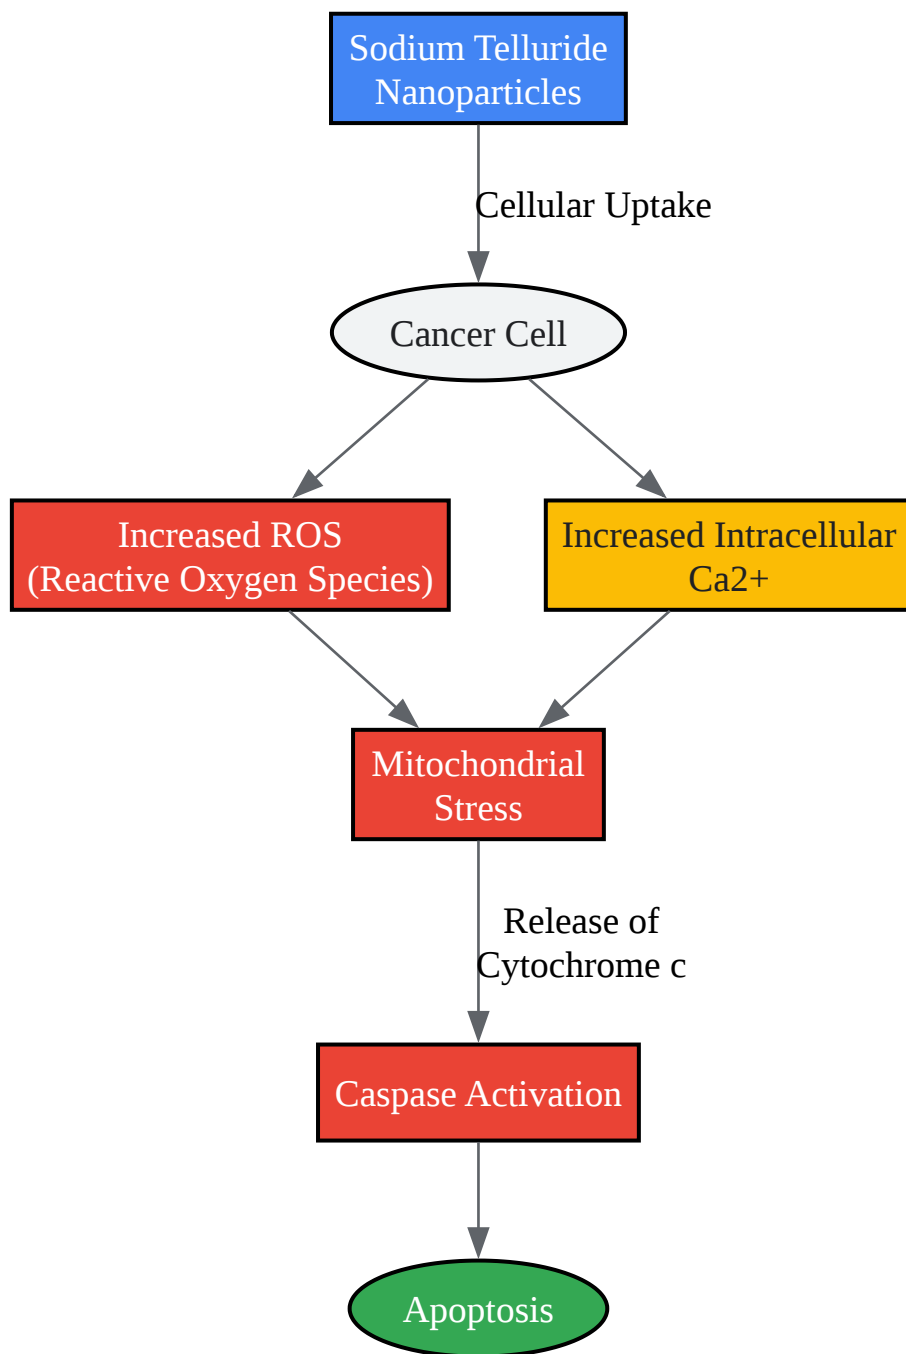 Sodium Telluride
Nanoparticles
Cellular Uptake
Cancer Cell
Increased ROS
(Reactive Oxygen Species)
Increased Intracellular
Ca2+
Mitochondrial
Stress
Release of
Cytochrome c
Caspase Activation
Apoptosis